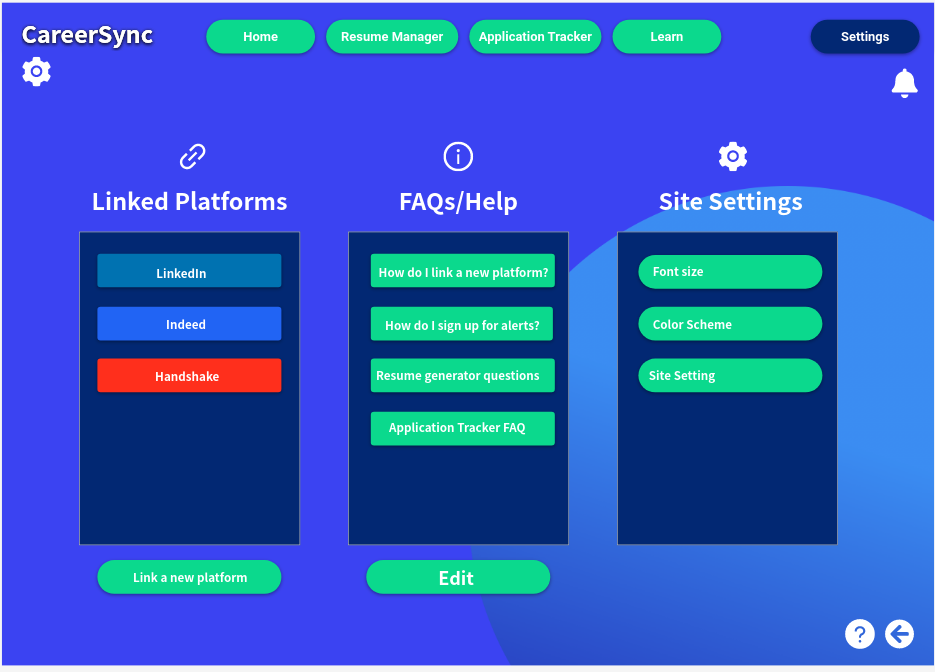 CareerSync
Home
Resume Manager
Application Tracker
Learn
Settings
Linked Platforms
LinkedIn
Indeed
Handshake
Link a new platform
FAQs/Help
How do I link a new platform?
How do I sign up for alerts?
Resume generator questions
Application Tracker FAQ
Edit
Site Settings
Font size
Color Scheme
Site Setting
?